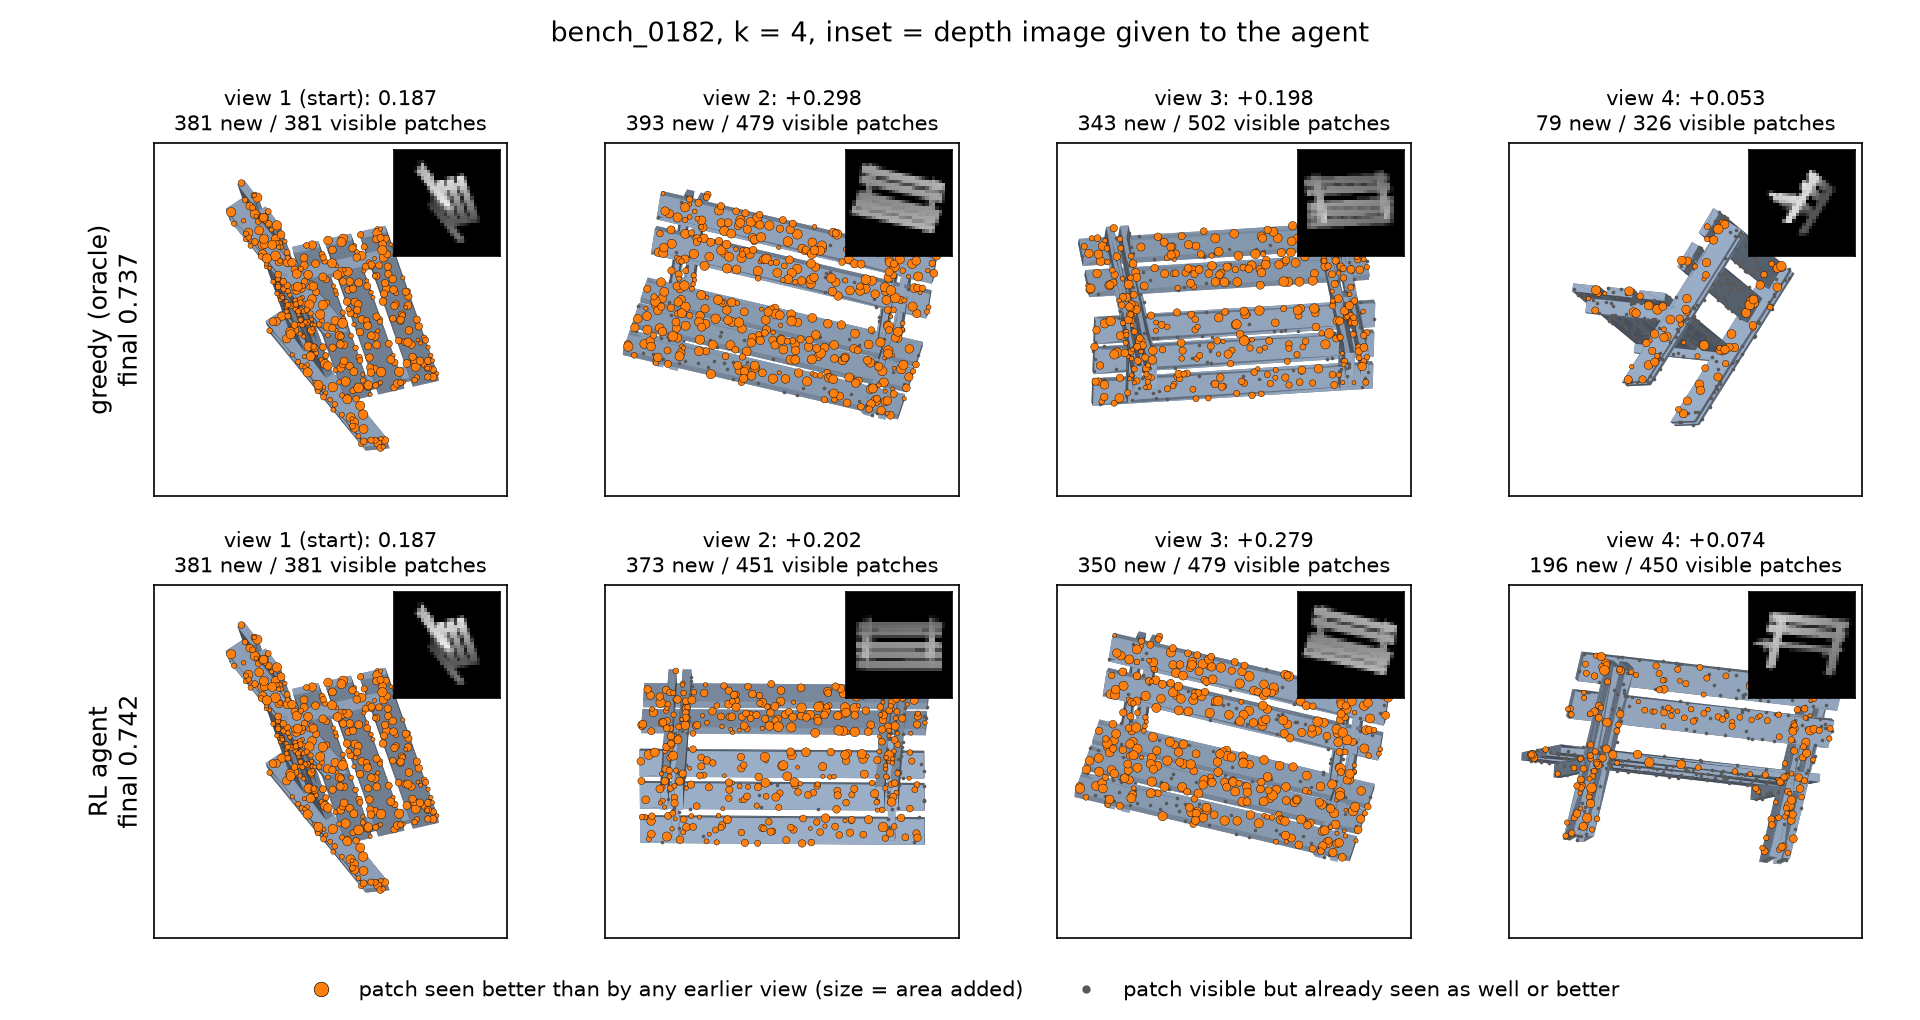 bench_0182, k = 4, inset = depth image given to the agent
view 1 (start): 0.187
381 new / 381 visible patches
view 2: +0.298
393 new / 479 visible patches
view 3: +0.198
343 new / 502 visible patches
view 4: +0.053
79 new / 326 visible patches
greedy (oracle)
final 0.737
view 1 (start): 0.187
381 new / 381 visible patches
view 2: +0.202
373 new / 451 visible patches
view 3: +0.279
350 new / 479 visible patches
view 4: +0.074
196 new / 450 visible patches
RL agent
final 0.742
patch seen better than by any earlier view (size = area added)
patch visible but already seen as well or better